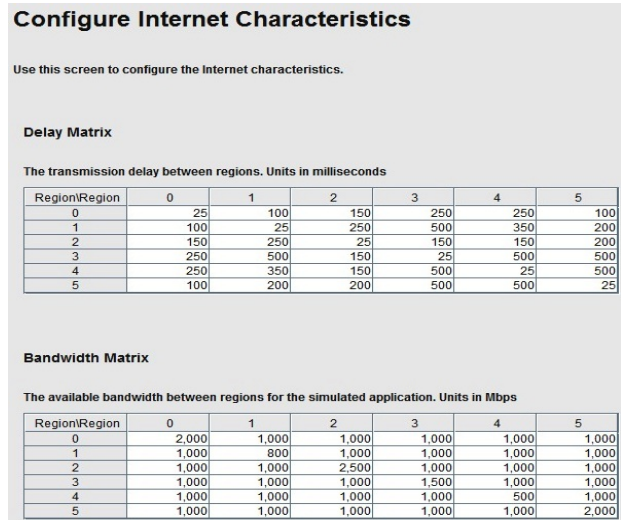 Configure Internet Characteristics
Use this screen to configure the Internet characteristics.
Delay Matrix
The transmission delay between regions. Units in milliseconds
Region\Region 0 1 2 3 4 5
0 25 100 150 250 250 100
1 100 25 250 500 350 200
2 150 250 25 150 150 200
3 250 500 150 25 500 500
4 250 350 150 500 25 500
5 100 200 200 500 500 25
Bandwidth Matrix
The available bandwidth between regions for the simulated application. Units in Mbps
Region\Region 0 1 2 3 4 5
0 2,000 1,000 1,000 1,000 1,000 1,000
1 1,000 800 1,000 1,000 1,000 1,000
2 1,000 1,000 2,500 1,000 1,000 1,000
3 1,000 1,000 1,000 1,500 1,000 1,000
4 1,000 1,000 1,000 1,000 500 1,000
5 1,000 1,000 1,000 1,000 1,000 2,000